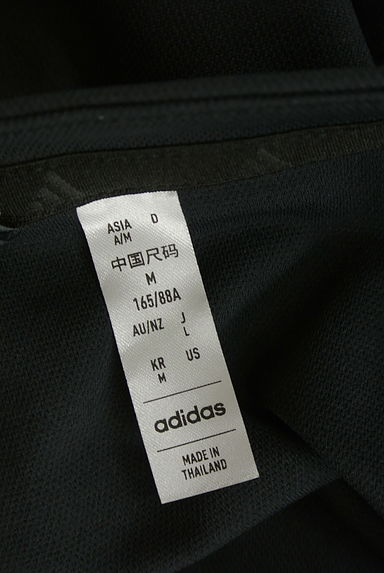 ASIA D
A/M
中国尺码
M
165/88A
AU/NZ J
L
KR US
M
adidas
MADE IN
THAILAND